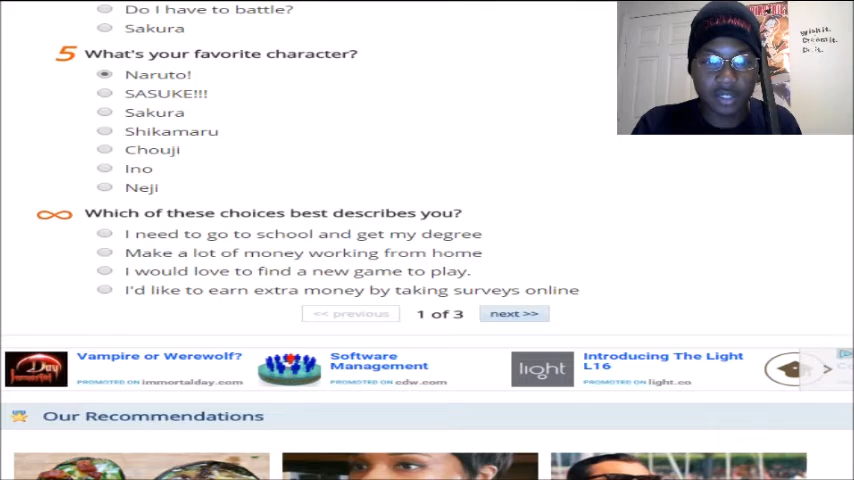 Do I have to battle?
Sakura
5 What's your favorite character?
Naruto!
SASUKE!!!
Sakura
Shikamaru
Chouji
Ino
Neji
Which of these choices best describes you?
I need to go to school and get my degree
Make a lot of money working from home
I would love to find a new game to play.
I'd like to earn extra money by taking surveys online
<< previous 1 of 3 next >>
Vampire or Werewolf?
PROMOTED ON immortalday.com
Software
Management
PROMOTED ON cdw.com
light
Introducing The Light
L16
PROMOTED ON light.co
Our Recommendations